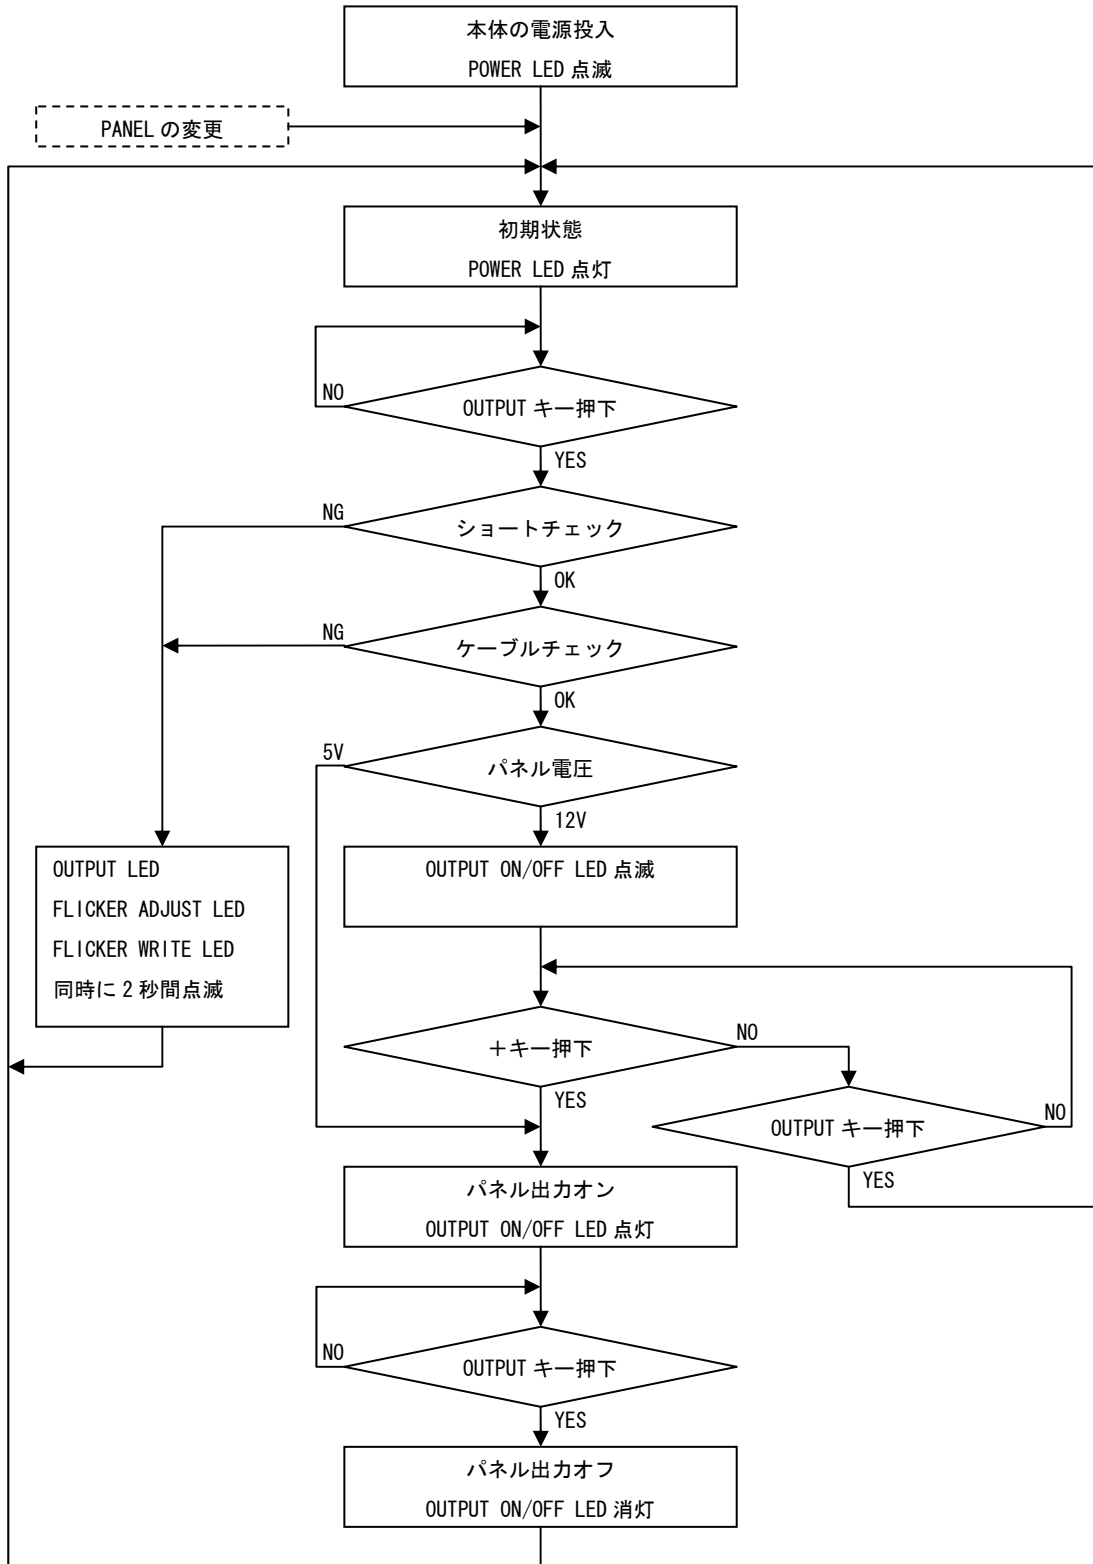 本体の電源投入
POWER LED 点滅
PANEL の変更
初期状態
POWER LED 点灯
NO
OUTPUT キー押下
YES
NG
ショートチェック
OK
NG
ケーブルチェック
OK
5V
パネル電圧
12V
OUTPUT LED
FLICKER ADJUST LED
FLICKER WRITE LED
同時に 2 秒間点滅
OUTPUT ON/OFF LED 点滅
+キー押下
NO
YES
OUTPUT キー押下
NO
YES
パネル出力オン
OUTPUT ON/OFF LED 点灯
NO
OUTPUT キー押下
YES
パネル出力オフ
OUTPUT ON/OFF LED 消灯